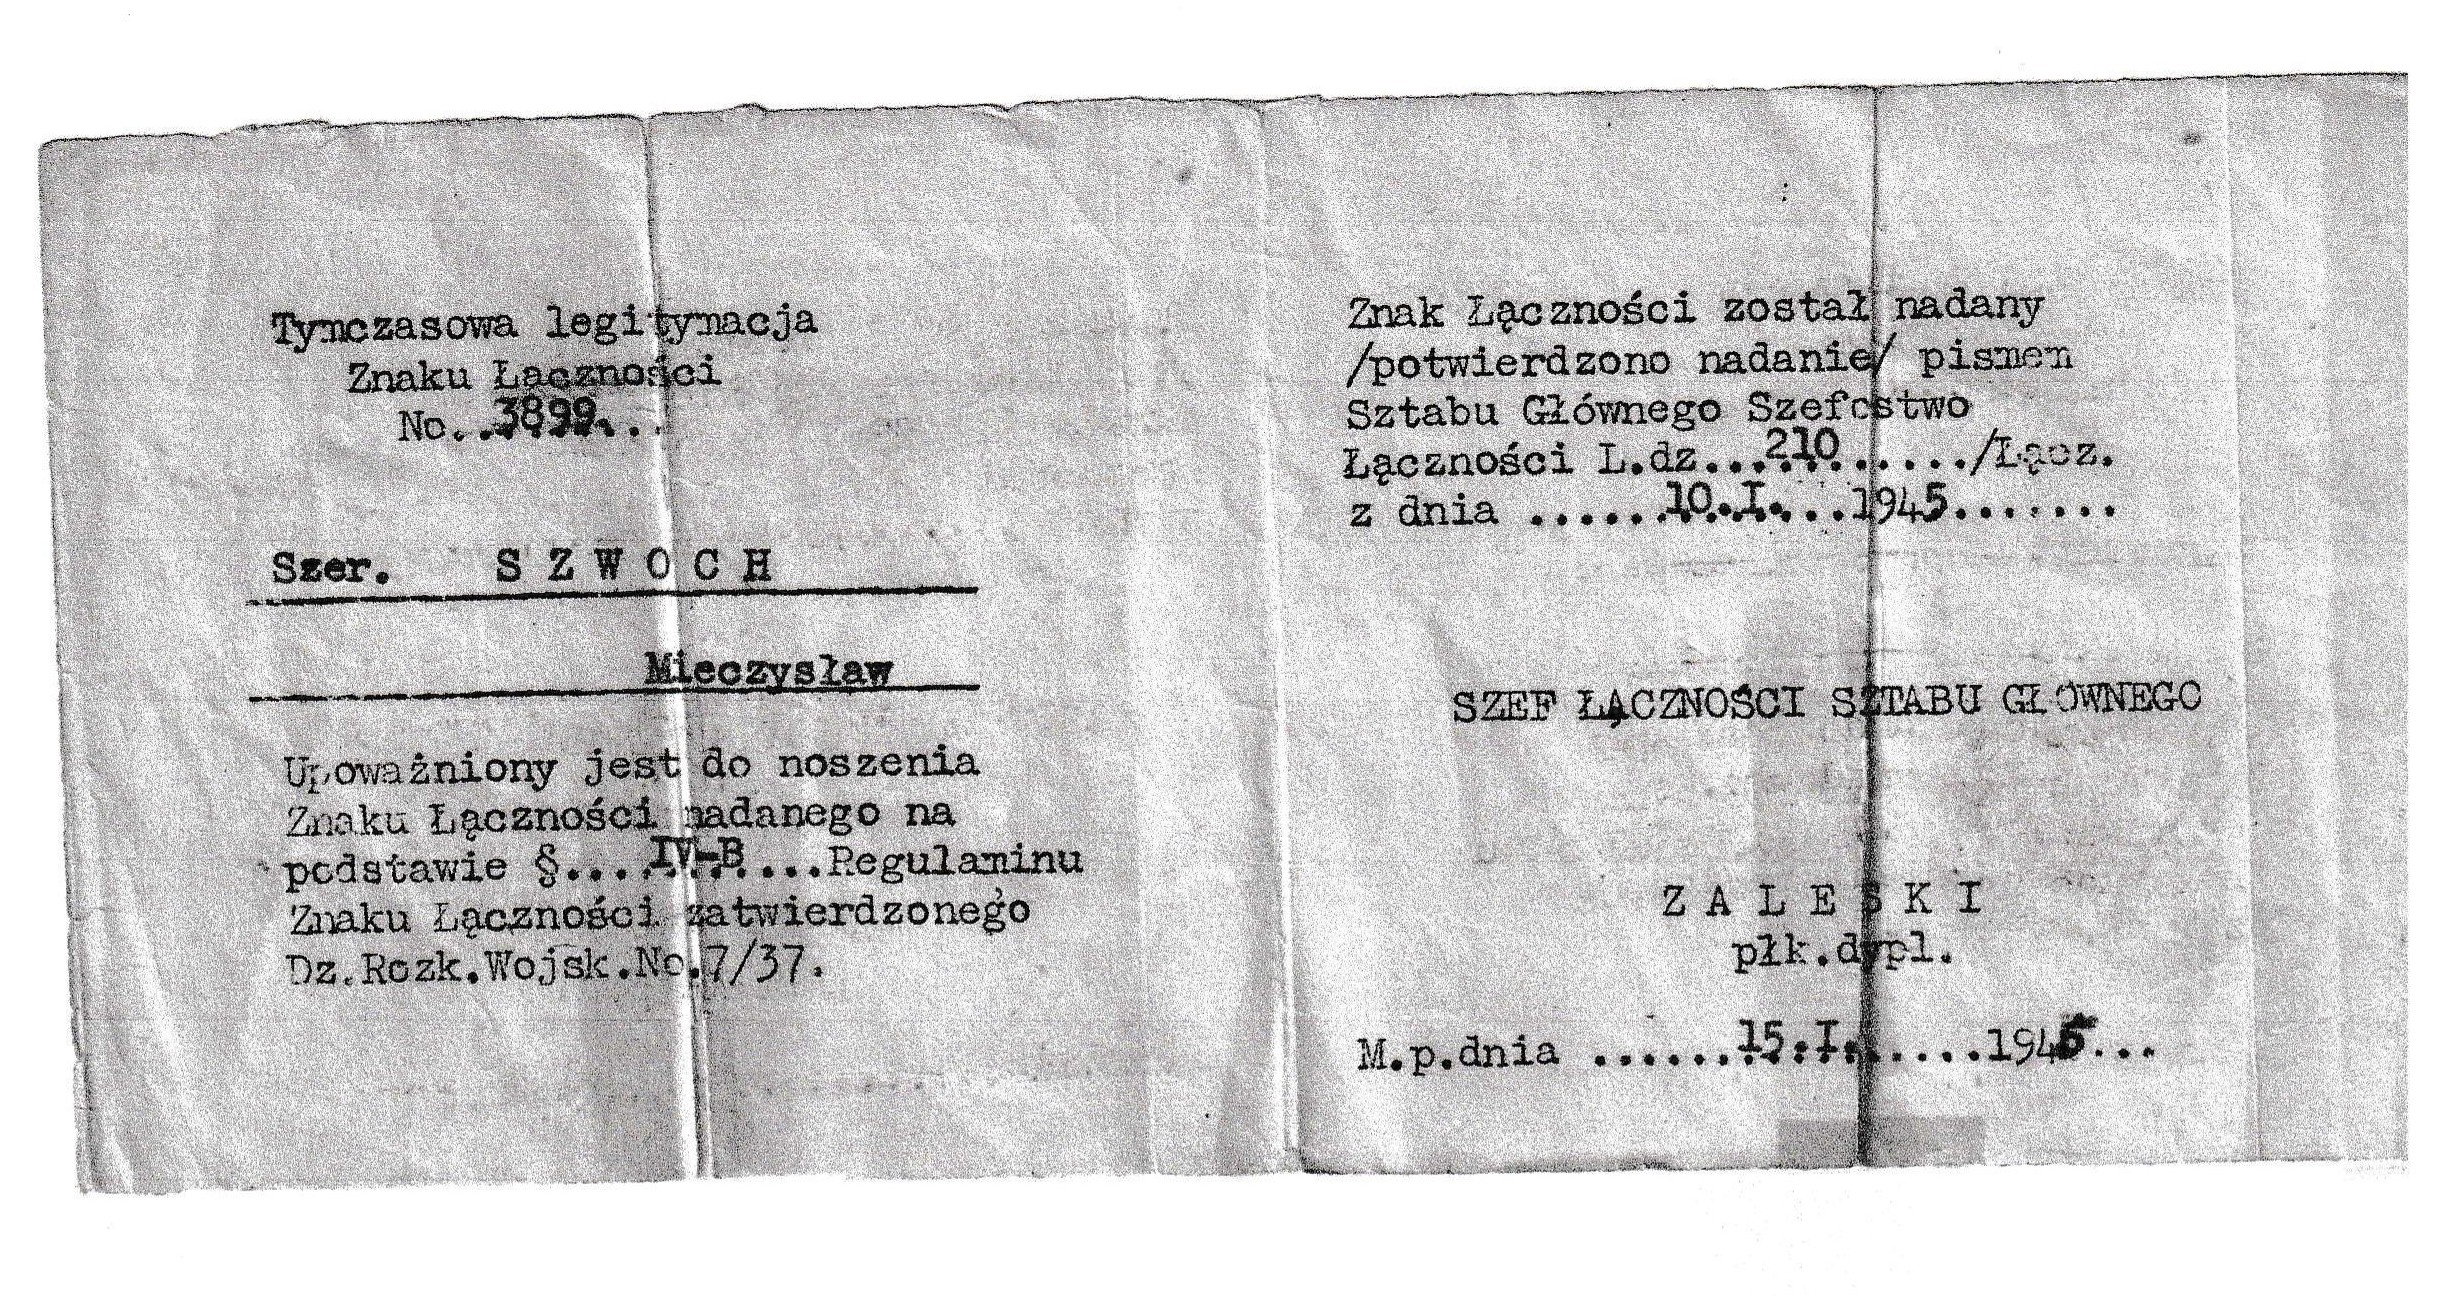 Tymczasowa legitymacja
Znaku Łączności
No...3899...
Szer. S Z W O C H
Mieczysław
Upoważniony jest do noszenia
Znaku Łączności nadanego na
podstawie §....IV-B....Regulaminu
Znaku Łączności zatwierdzonego
Dz.Rozk.Wojsk.No.7/37.
Znak Łączności został nadany
/potwierdzono nadanie/ pismem
Sztabu Głównego Szefostwo
Łączności L.dz...210....../Łącz.
z dnia ......10.I....1945.......
SZEF ŁĄCZNOŚCI SZTABU GŁÓWNEGO
Z A L E S K I
płk.dypl.
M.p.dnia ......15.I......1945...